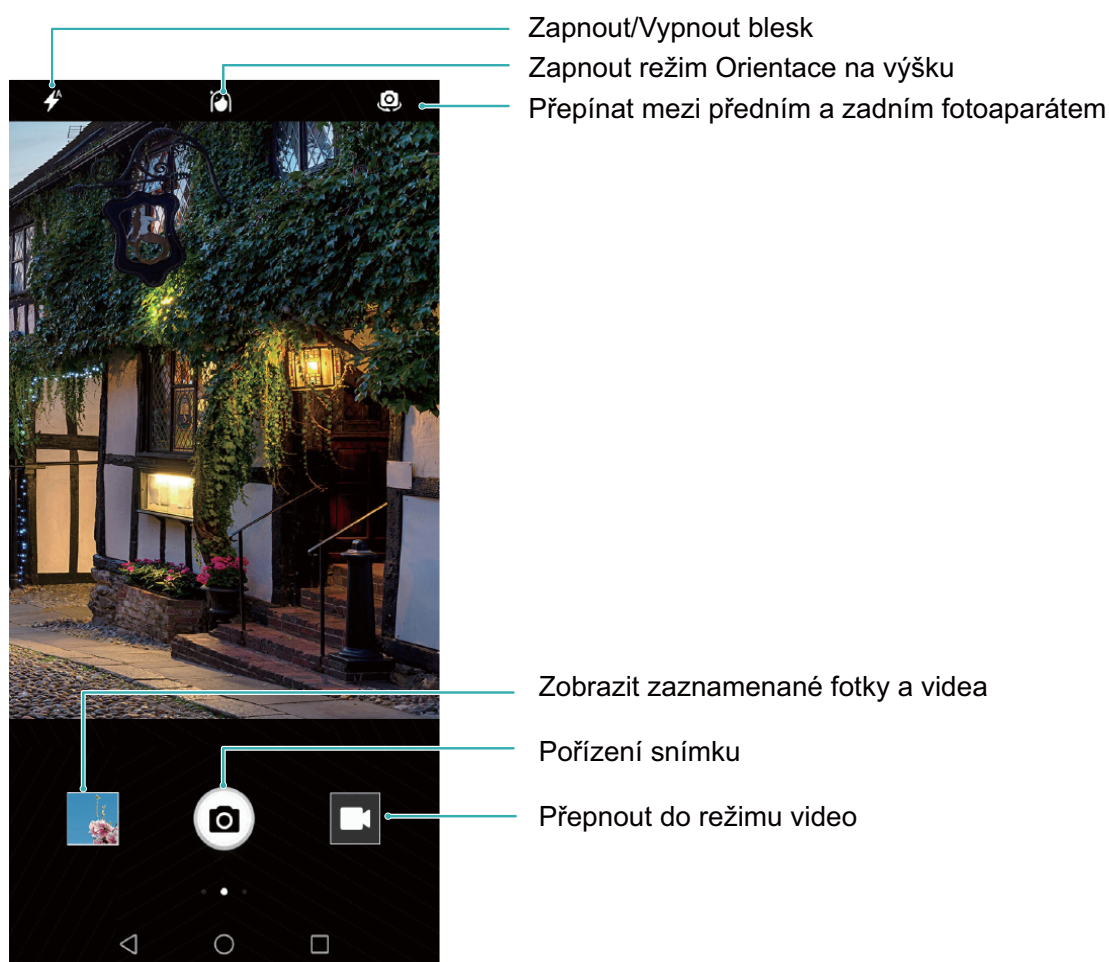 Zapnout/Vypnout blesk
Zapnout režim Orientace na výšku
Přepínat mezi předním a zadním fotoaparátem
Zobrazit zaznamenané fotky a videa
Pořízení snímku
Přepnout do režimu video